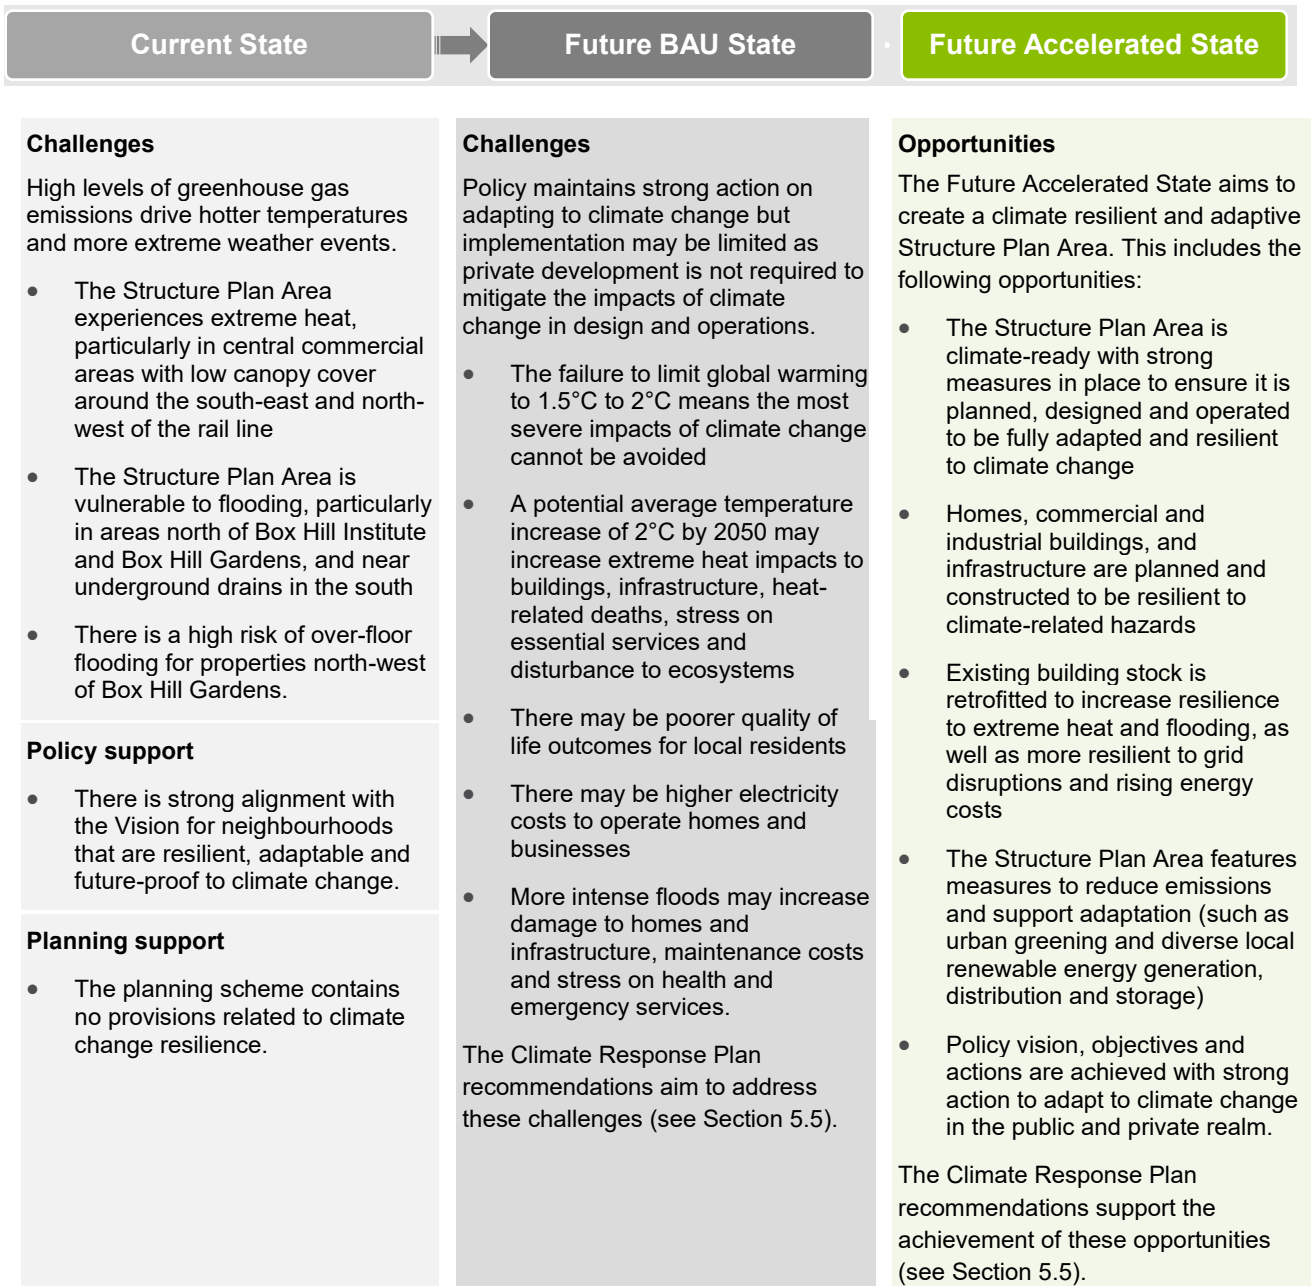 Current State
Future BAU State
Future Accelerated State
Challenges
High levels of greenhouse gas
emissions drive hotter temperatures
and more extreme weather events.
• The Structure Plan Area
experiences extreme heat,
particularly in central commercial
areas with low canopy cover
around the south-east and north-
west of the rail line
• The Structure Plan Area is
vulnerable to flooding, particularly
in areas north of Box Hill Institute
and Box Hill Gardens, and near
underground drains in the south
• There is a high risk of over-floor
flooding for properties north-west
of Box Hill Gardens.
Policy support
• There is strong alignment with
the Vision for neighbourhoods
that are resilient, adaptable and
future-proof to climate change.
Planning support
• The planning scheme contains
no provisions related to climate
change resilience.
Challenges
Policy maintains strong action on
adapting to climate change but
implementation may be limited as
private development is not required to
mitigate the impacts of climate
change in design and operations.
• The failure to limit global warming
to 1.5°C to 2°C means the most
severe impacts of climate change
cannot be avoided
• A potential average temperature
increase of 2°C by 2050 may
increase extreme heat impacts to
buildings, infrastructure, heat-
related deaths, stress on
essential services and
disturbance to ecosystems
• There may be poorer quality of
life outcomes for local residents
• There may be higher electricity
costs to operate homes and
businesses
• More intense floods may increase
damage to homes and
infrastructure, maintenance costs
and stress on health and
emergency services.
The Climate Response Plan
recommendations aim to address
these challenges (see Section 5.5).
Opportunities
The Future Accelerated State aims to
create a climate resilient and adaptive
Structure Plan Area. This includes the
following opportunities:
• The Structure Plan Area is
climate-ready with strong
measures in place to ensure it is
planned, designed and operated
to be fully adapted and resilient
to climate change
• Homes, commercial and
industrial buildings, and
infrastructure are planned and
constructed to be resilient to
climate-related hazards
• Existing building stock is
retrofitted to increase resilience
to extreme heat and flooding, as
well as more resilient to grid
disruptions and rising energy
costs
• The Structure Plan Area features
measures to reduce emissions
and support adaptation (such as
urban greening and diverse local
renewable energy generation,
distribution and storage)
• Policy vision, objectives and
actions are achieved with strong
action to adapt to climate change
in the public and private realm.
The Climate Response Plan
recommendations support the
achievement of these opportunities
(see Section 5.5).